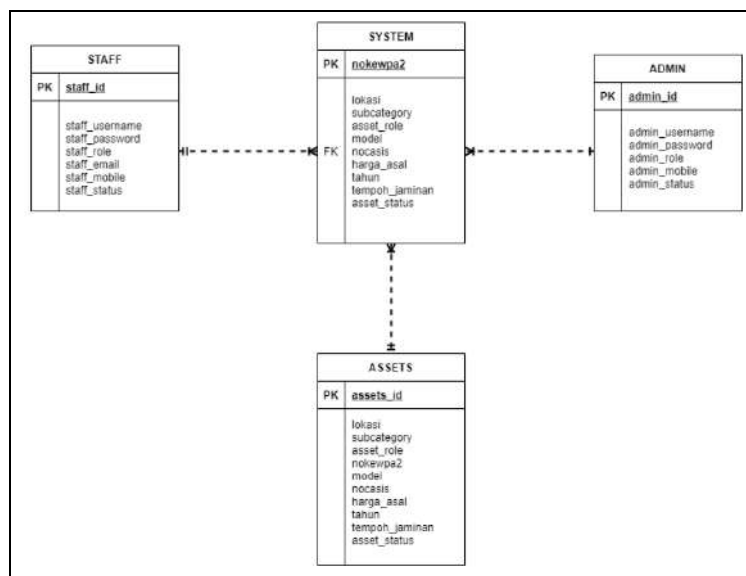 STAFF
PK staff_id
staff_username
staff_password
staff_role
staff_email
staff_mobile
staff_status
SYSTEM
PK nokewpa2
lokasi
subcategory
asset_role
model
FK nocasis
harga_asal
tahun
tempoh_jaminan
asset_status
ADMIN
PK admin_id
admin_username
admin_password
admin_role
admin_mobile
admin_status
ASSETS
PK assets_id
lokasi
subcategory
asset_role
nokewpa2
model
nocasis
harga_asal
tahun
tempoh_jaminan
asset_status